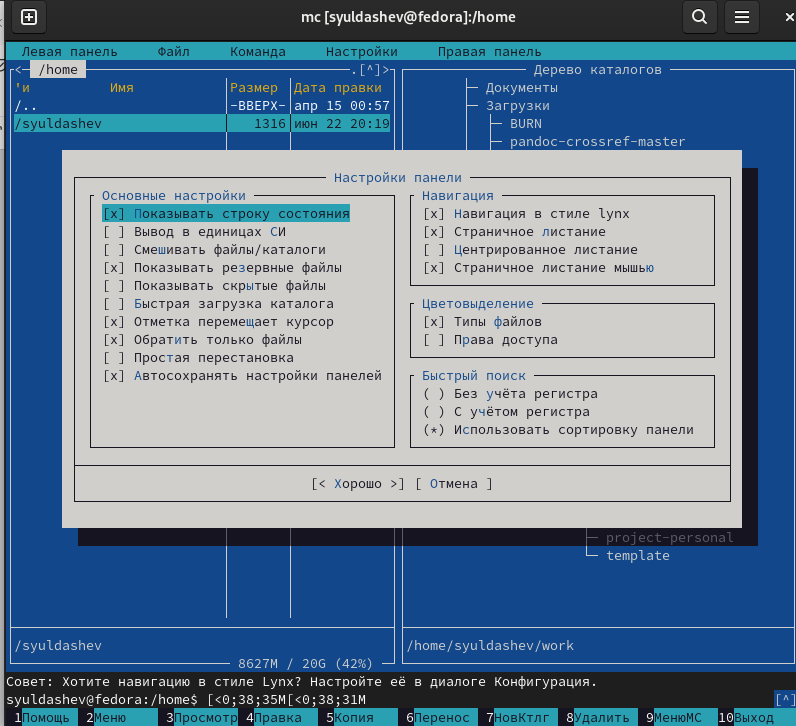 mc [syuldashev@fedora]:/home
Левая панель Файл Команда Настройки Правая панель
<─ /home .[^]> Дерево каталогов
'и Имя Размер Дата правки
Документы
/.. -ВВЕРХ- апр 15 00:57
Загрузки
/syuldashev 1316 июн 22 20:19
BURN
pandoc-crossref-master
Настройки панели
Основные настройки
[x] Показывать строку состояния
[ ] Вывод в единицах СИ
[ ] Смешивать файлы/каталоги
[x] Показывать резервные файлы
[ ] Показывать скрытые файлы
[ ] Быстрая загрузка каталога
[x] Отметка перемещает курсор
[x] Обратить только файлы
[ ] Простая перестановка
[x] Автосохранять настройки панелей
Навигация
[x] Навигация в стиле lynx
[x] Страничное листание
[ ] Центрированное листание
[x] Страничное листание мышью
Цветовыделение
[x] Типы файлов
[ ] Права доступа
Быстрый поиск
( ) Без учёта регистра
( ) С учётом регистра
(*) Использовать сортировку панели
[< Хорошо >] [ Отмена ]
project-personal
template
/syuldashev
/home/syuldashev/work
8627M / 20G (42%)
Совет: Хотите навигацию в стиле Lynx? Настройте её в диалоге Конфигурация.
syuldashev@fedora:/home$ [<0;38;35M[<0;38;31M [^]
1Помощь 2Меню 3Просмотр 4Правка 5Копия 6Перенос 7НовКтлг 8Удалить 9МенюMC 10Выход